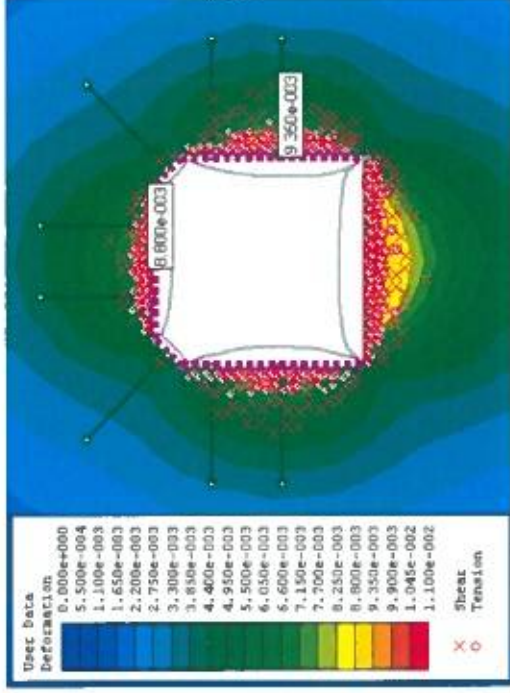 User Data
Deformation
0.000e+000
5.500e-004
1.100e-003
1.650e-003
2.200e-003
2.750e-003
3.300e-003
3.850e-003
4.400e-003
4.950e-003
5.500e-003
6.050e-003
6.600e-003
7.150e-003
7.700e-003
8.250e-003
8.800e-003
9.350e-003
9.900e-003
1.045e-002
1.100e-002
Shear
Tension
8.800e-003
9.350e-003